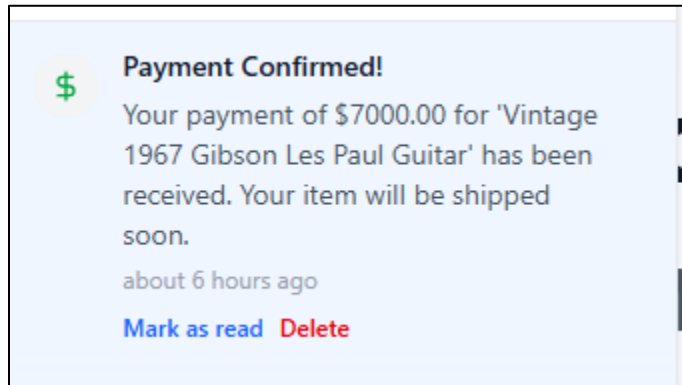 $
Payment Confirmed!
Your payment of $7000.00 for 'Vintage
1967 Gibson Les Paul Guitar' has been
received. Your item will be shipped
soon.
about 6 hours ago
Mark as read Delete